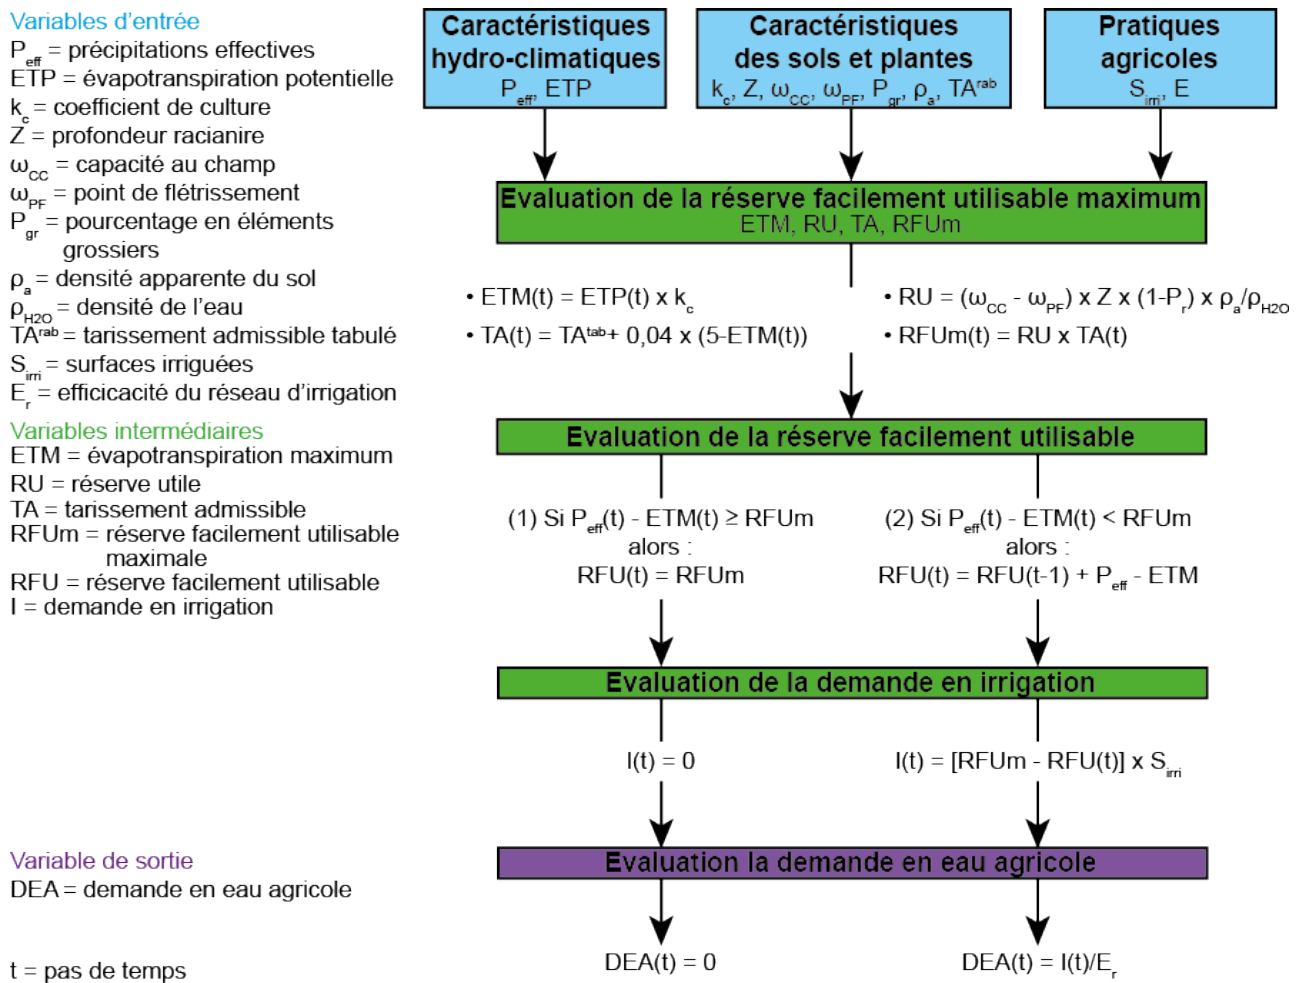 Variables d'entrée
P_eff = précipitations effectives
ETP = évapotranspiration potentielle
k_c = coefficient de culture
Z = profondeur racianire
ω_CC = capacité au champ
ω_PF = point de flétrissement
P_gr = pourcentage en éléments
grossiers
ρ_a = densité apparente du sol
ρ_H2O = densité de l'eau
TA^rab = tarissement admissible tabulé
S_irri = surfaces irriguées
E_r = efficicacité du réseau d'irrigation
Variables intermédiaires
ETM = évapotranspiration maximum
RU = réserve utile
TA = tarissement admissible
RFUm = réserve facilement utilisable
maximale
RFU = réserve facilement utilisable
I = demande en irrigation
Variable de sortie
DEA = demande en eau agricole
t = pas de temps
Caractéristiques
hydro-climatiques
P_eff, ETP
Caractéristiques
des sols et plantes
k_c, Z, ω_CC, ω_PF, P_gr, ρ_a, TA^rab
Pratiques
agricoles
S_irri, E
Evaluation de la réserve facilement utilisable maximum
ETM, RU, TA, RFUm
• ETM(t) = ETP(t) x k_c
• TA(t) = TA^tab + 0,04 x (5-ETM(t))
• RU = (ω_CC - ω_PF) x Z x (1-P_r) x ρ_a/ρ_H2O
• RFUm(t) = RU x TA(t)
Evaluation de la réserve facilement utilisable
(1) Si P_eff(t) - ETM(t) ≥ RFUm
alors :
RFU(t) = RFUm
(2) Si P_eff(t) - ETM(t) < RFUm
alors :
RFU(t) = RFU(t-1) + P_eff - ETM
Evaluation de la demande en irrigation
I(t) = 0
I(t) = [RFUm - RFU(t)] x S_irri
Evaluation la demande en eau agricole
DEA(t) = 0
DEA(t) = I(t)/E_r